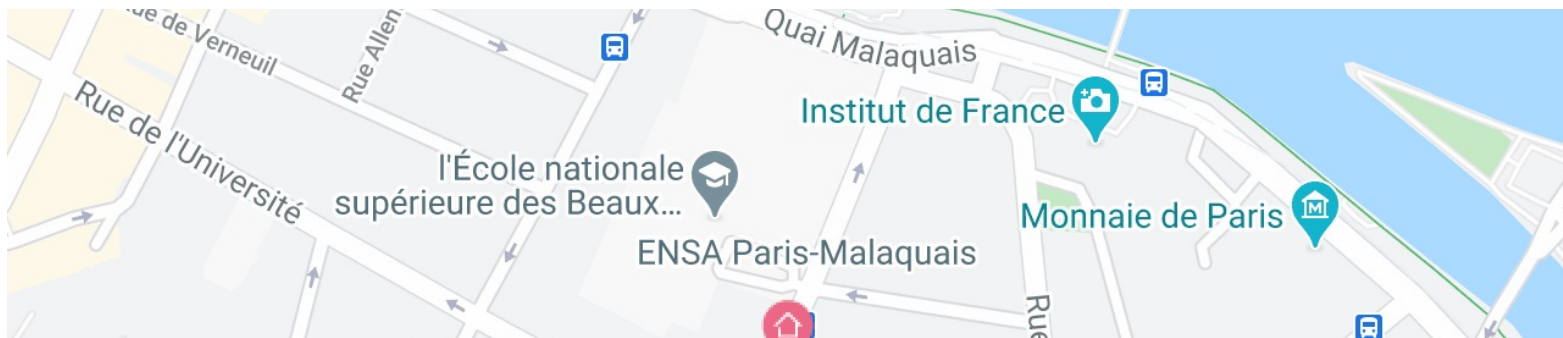 Rue de Verneuil
Rue Allen
Quai Malaquais
Rue de l'Université
Institut de France
l'École nationale
supérieure des Beaux...
Monnaie de Paris
ENSA Paris-Malaquais
Rue